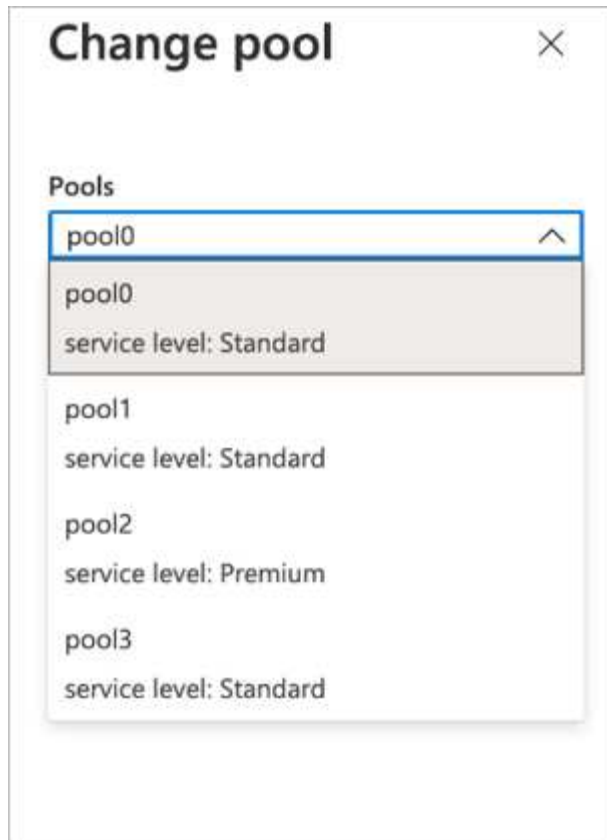 Change pool
Pools
pool0
pool0
service level: Standard
pool1
service level: Standard
pool2
service level: Premium
pool3
service level: Standard